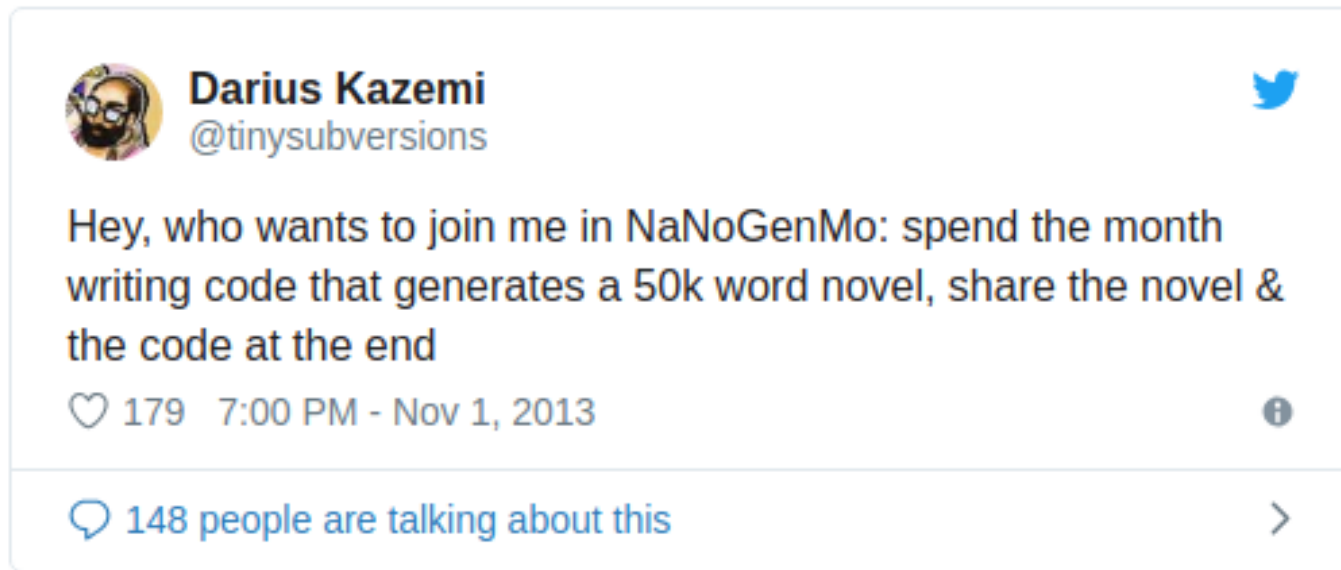 Darius Kazemi
@tinysubversions
Hey, who wants to join me in NaNoGenMo: spend the month
writing code that generates a 50k word novel, share the novel &
the code at the end
179 7:00 PM - Nov 1, 2013
148 people are talking about this